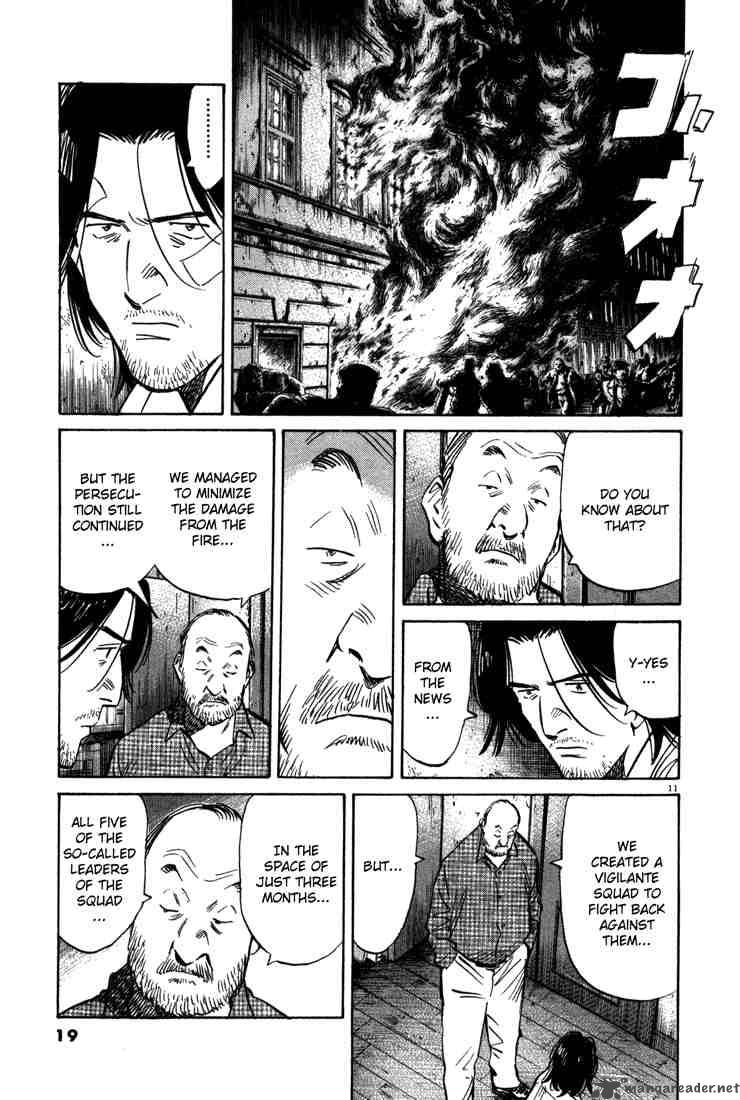 ゴォ
オ
オ
………
DO YOU
KNOW ABOUT
THAT?
WE MANAGED
TO MINIMIZE
THE DAMAGE
FROM THE
FIRE...
BUT THE
PERSECU-
TION STILL
CONTINUED
...
Y-YES
...
FROM
THE
NEWS
...
11
WE
CREATED A
VIGILANTE
SQUAD TO
FIGHT BACK
AGAINST
THEM...
BUT...
IN THE
SPACE OF
JUST THREE
MONTHS...
ALL FIVE
OF THE
SO-CALLED
LEADERS
OF THE
SQUAD
...
19
mangareader.net